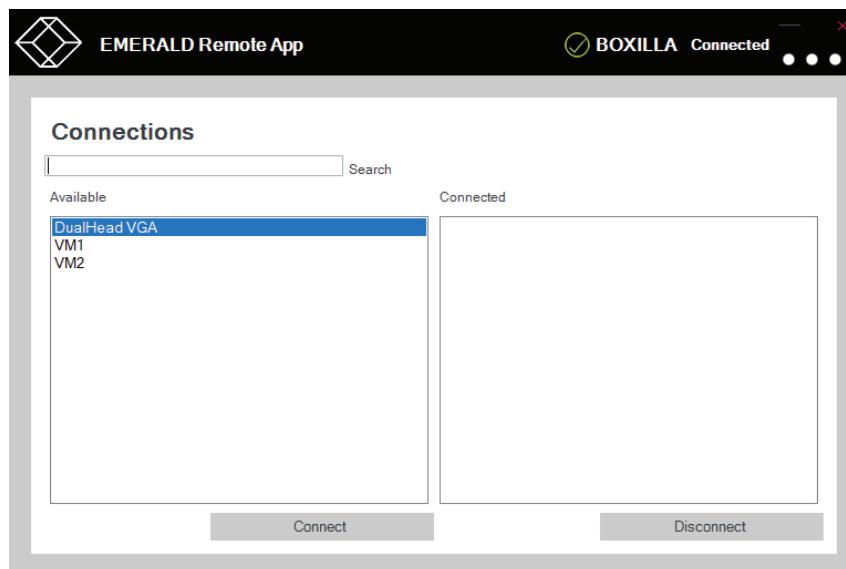 EMERALD Remote App
BOXILLA Connected
Connections
Search
Available
Connected
DualHead VGA
VM1
VM2
Connect
Disconnect